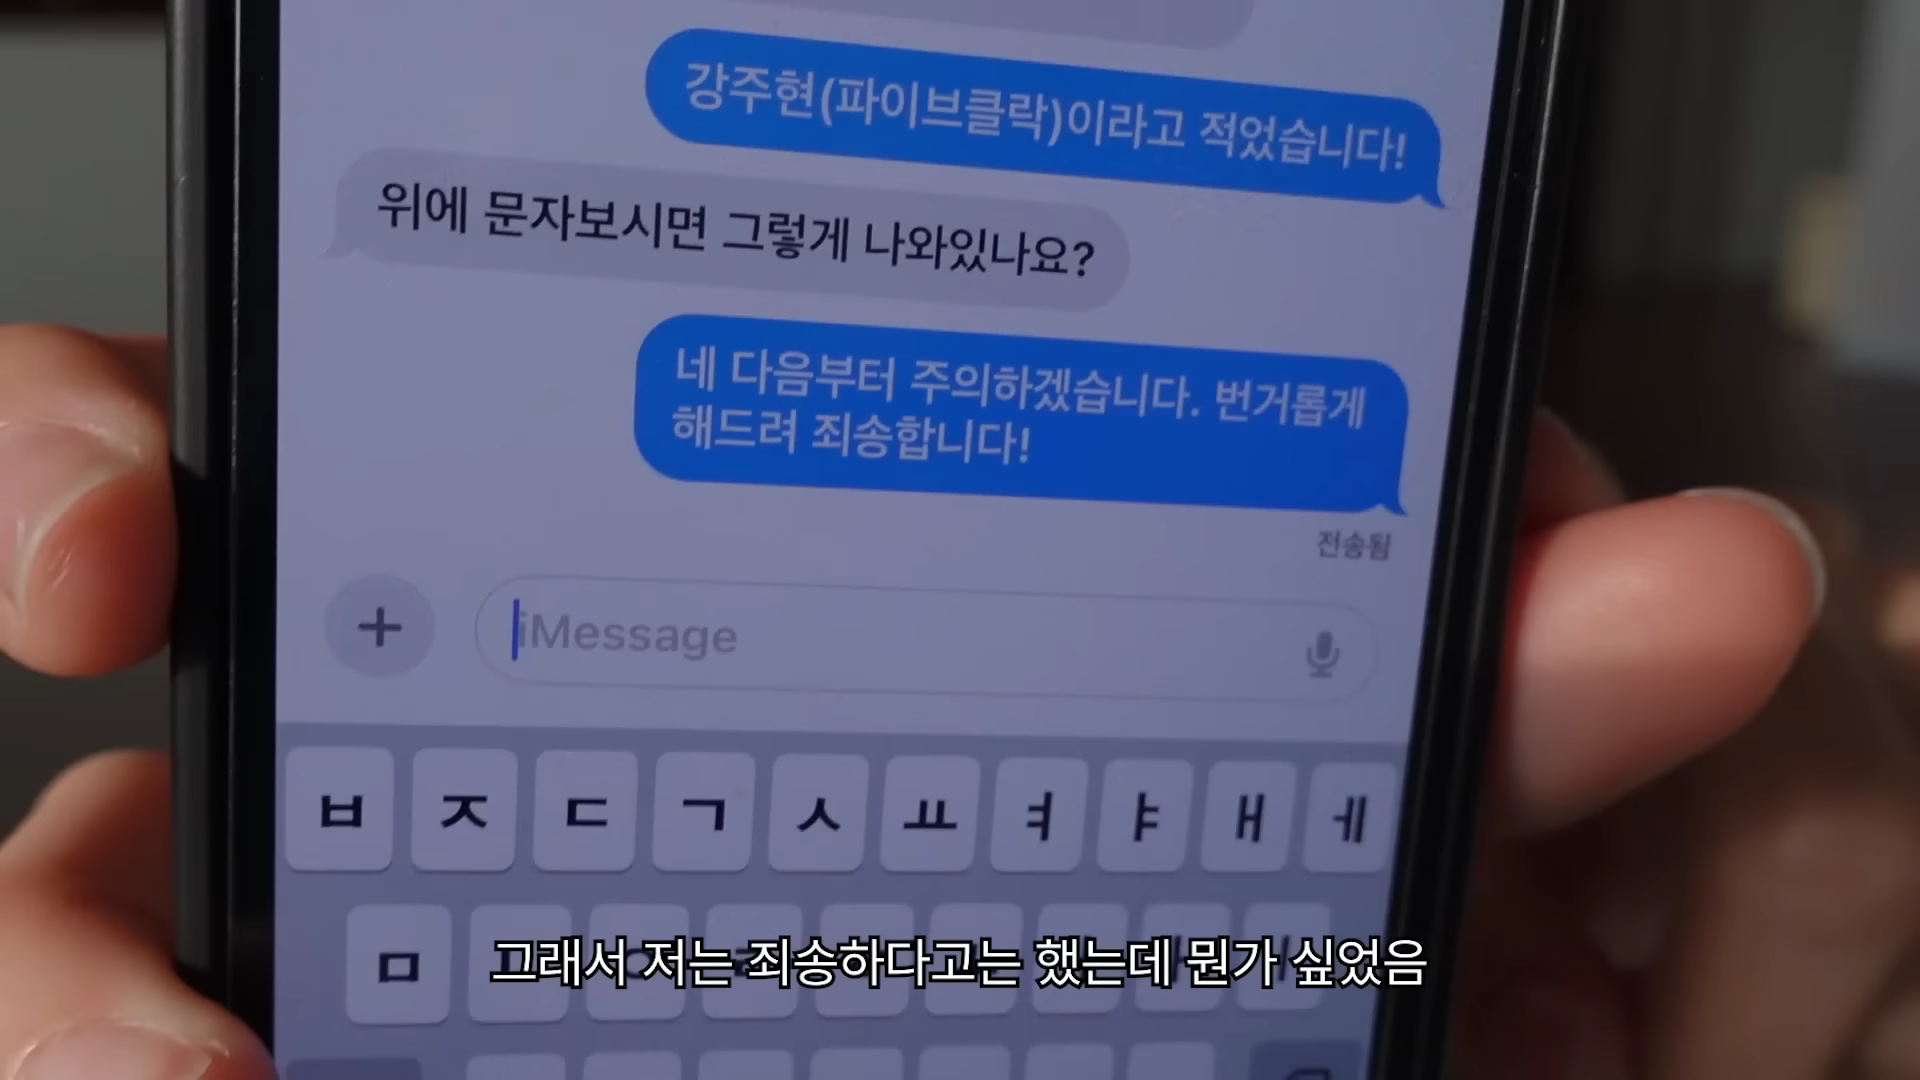 강주현(파이브클락)이라고 적었습니다!
위에 문자보시면 그렇게 나와있나요?
네 다음부터 주의하겠습니다. 번거롭게
해드려 죄송합니다!
전송됨
iMessage
ㅂ ㅈ ㄷ ㄱ ㅅ ㅛ ㅕ ㅑ ㅐ ㅔ
ㅁ
그래서 저는 죄송하다고는 했는데 뭔가 싶었음